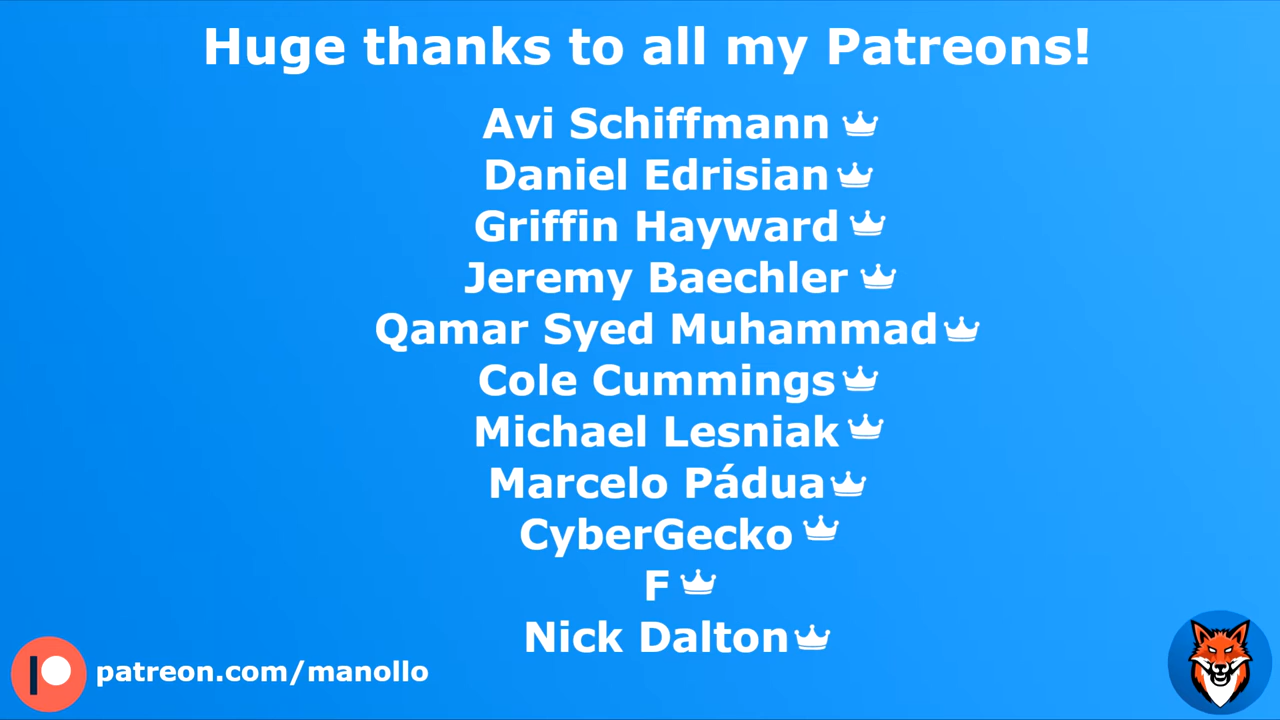 Huge thanks to all my Patreons!
Avi Schiffmann
Daniel Edrisian
Griffin Hayward
Jeremy Baechler
Qamar Syed Muhammad
Cole Cummings
Michael Lesniak
Marcelo Pádua
CyberGecko
F
Nick Dalton
patreon.com/manollo